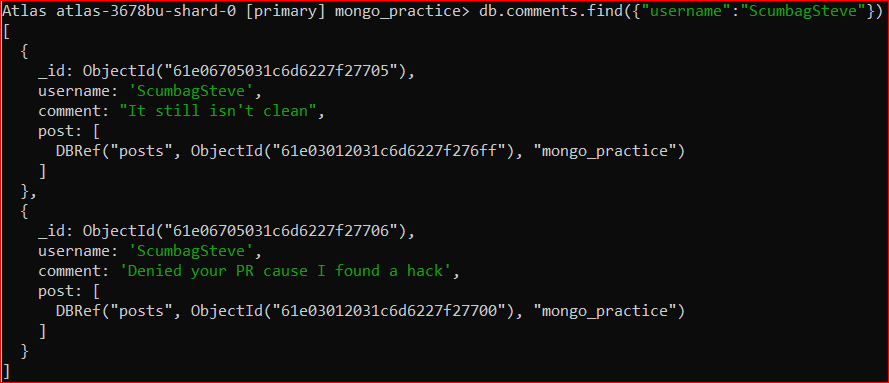 Atlas atlas-3678bu-shard-0 [primary] mongo_practice> db.comments.find({"username":"ScumbagSteve"})
[
  {
    _id: ObjectId("61e06705031c6d6227f27705"),
    username: 'ScumbagSteve',
    comment: "It still isn't clean",
    post: [
      DBRef("posts", ObjectId("61e03012031c6d6227f276ff"), "mongo_practice")
    ]
  },
  {
    _id: ObjectId("61e06705031c6d6227f27706"),
    username: 'ScumbagSteve',
    comment: 'Denied your PR cause I found a hack',
    post: [
      DBRef("posts", ObjectId("61e03012031c6d6227f27700"), "mongo_practice")
    ]
  }
]